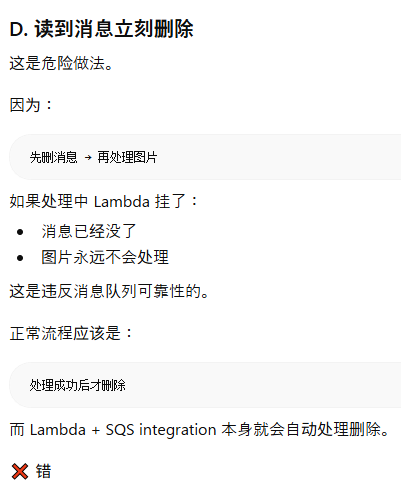 D. 读到消息立刻删除
这是危险做法。
因为：
先删消息 → 再处理图片
如果处理中 Lambda 挂了：
• 消息已经没了
• 图片永远不会处理
这是违反消息队列可靠性的。
正常流程应该是：
处理成功后才删除
而 Lambda + SQS integration 本身就会自动处理删除。
❌ 错